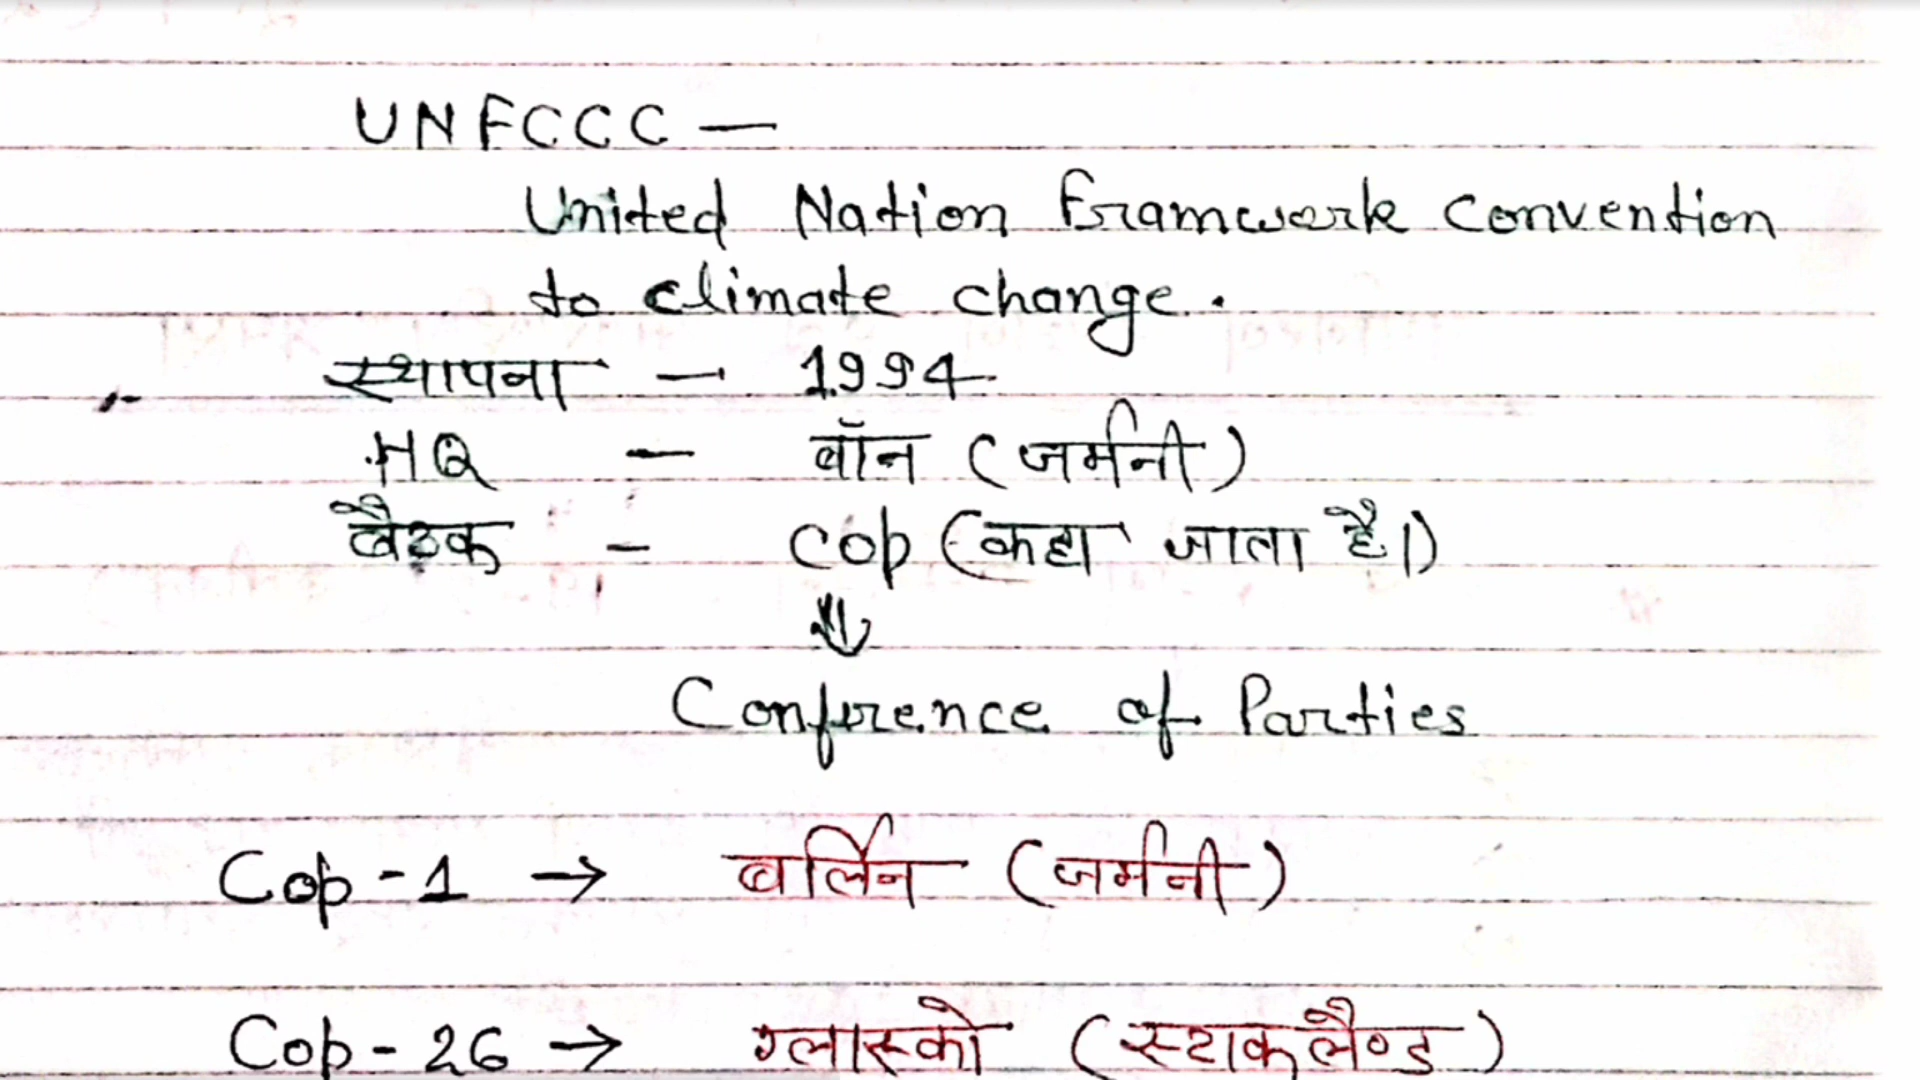 UNFCCC —
United Nation Framwork Convention
to climate change.
स्थापना — 1994
HQ — बॉन (जर्मनी)
बैठक — Cop (कहा जाता है।)
⇓
Conference of Parties
Cop-1 → बर्लिन (जर्मनी)
Cop-26 → ग्लास्को (स्टाकलैण्ड)